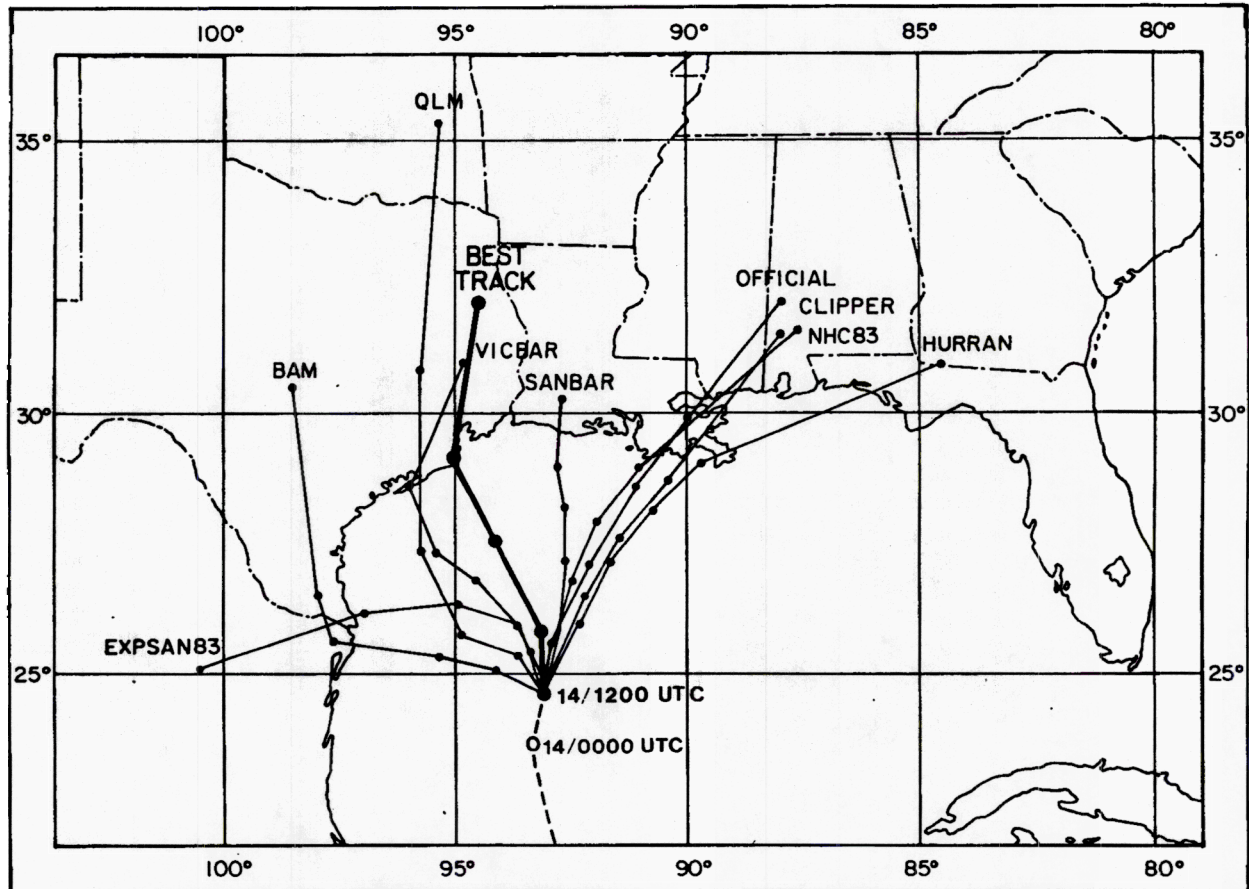 100° 95° 90° 85° 80°
QLM
35° 35°
BEST
TRACK
OFFICIAL
CLIPPER
NHC83
VICBAR
HURRAN
BAM
SANBAR
30° 30°
EXPSAN83
25° 25°
14/1200 UTC
14/0000 UTC
100° 95° 90° 85° 80°